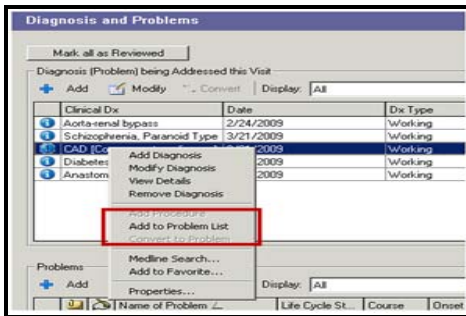 Diagnosis and Problems
Mark all as Reviewed
Diagnosis (Problem) being Addressed this Visit
Add Modify Convert Display: All
Clinical Dx Date Dx Type
Aorta-renal bypass 2/24/2009 Working
Schizophrenia, Paranoid Type 3/21/2009 Working
CAD [Co Working
Diabetes Working
Anastom Working
Add Diagnosis
Modify Diagnosis
View Details
Remove Diagnosis
Add Procedure
Add to Problem List
Convert to Problem
Medline Search...
Add to Favorite...
Properties...
Problems
Add Display: All
Name of Problem Life Cycle St... Course Onset